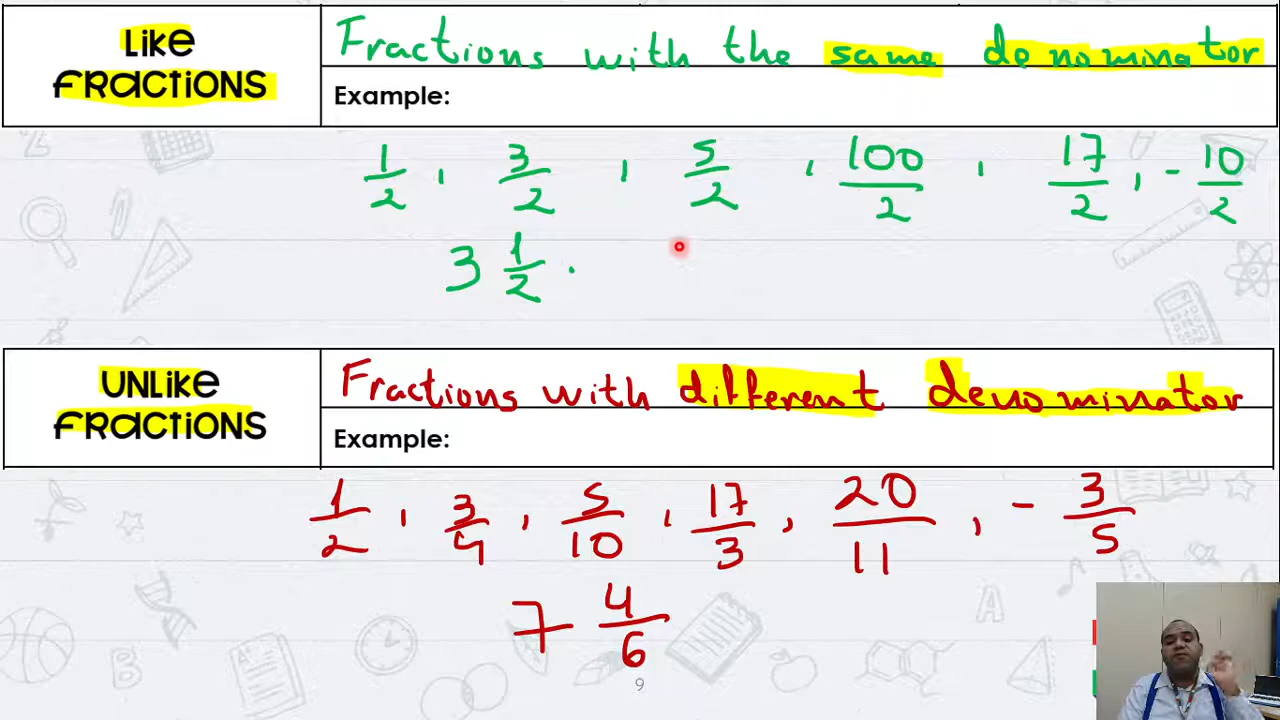 LIKE
FRACTIONS
Fractions with the same denominator
Example:
1/2 , 3/2 , 5/2 , 100/2 , 17/2 , - 10/2
3 1/2 .
UNLIKE
FRACTIONS
Fractions with different denominator
Example:
1/2 , 3/4 , 5/10 , 17/3 , 20/11 , - 3/5
7 4/6
9